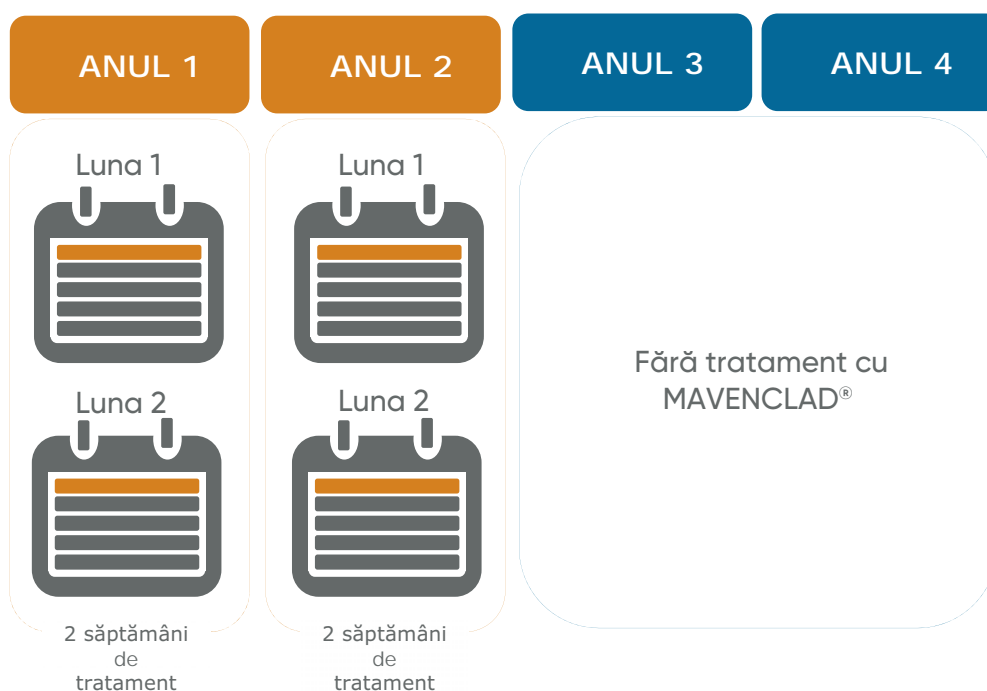 ANUL 1
ANUL 2
ANUL 3
ANUL 4
Luna 1
Luna 2
2 săptămâni
de
tratament
Luna 1
Luna 2
2 săptămâni
de
tratament
Fără tratament cu
MAVENCLAD®